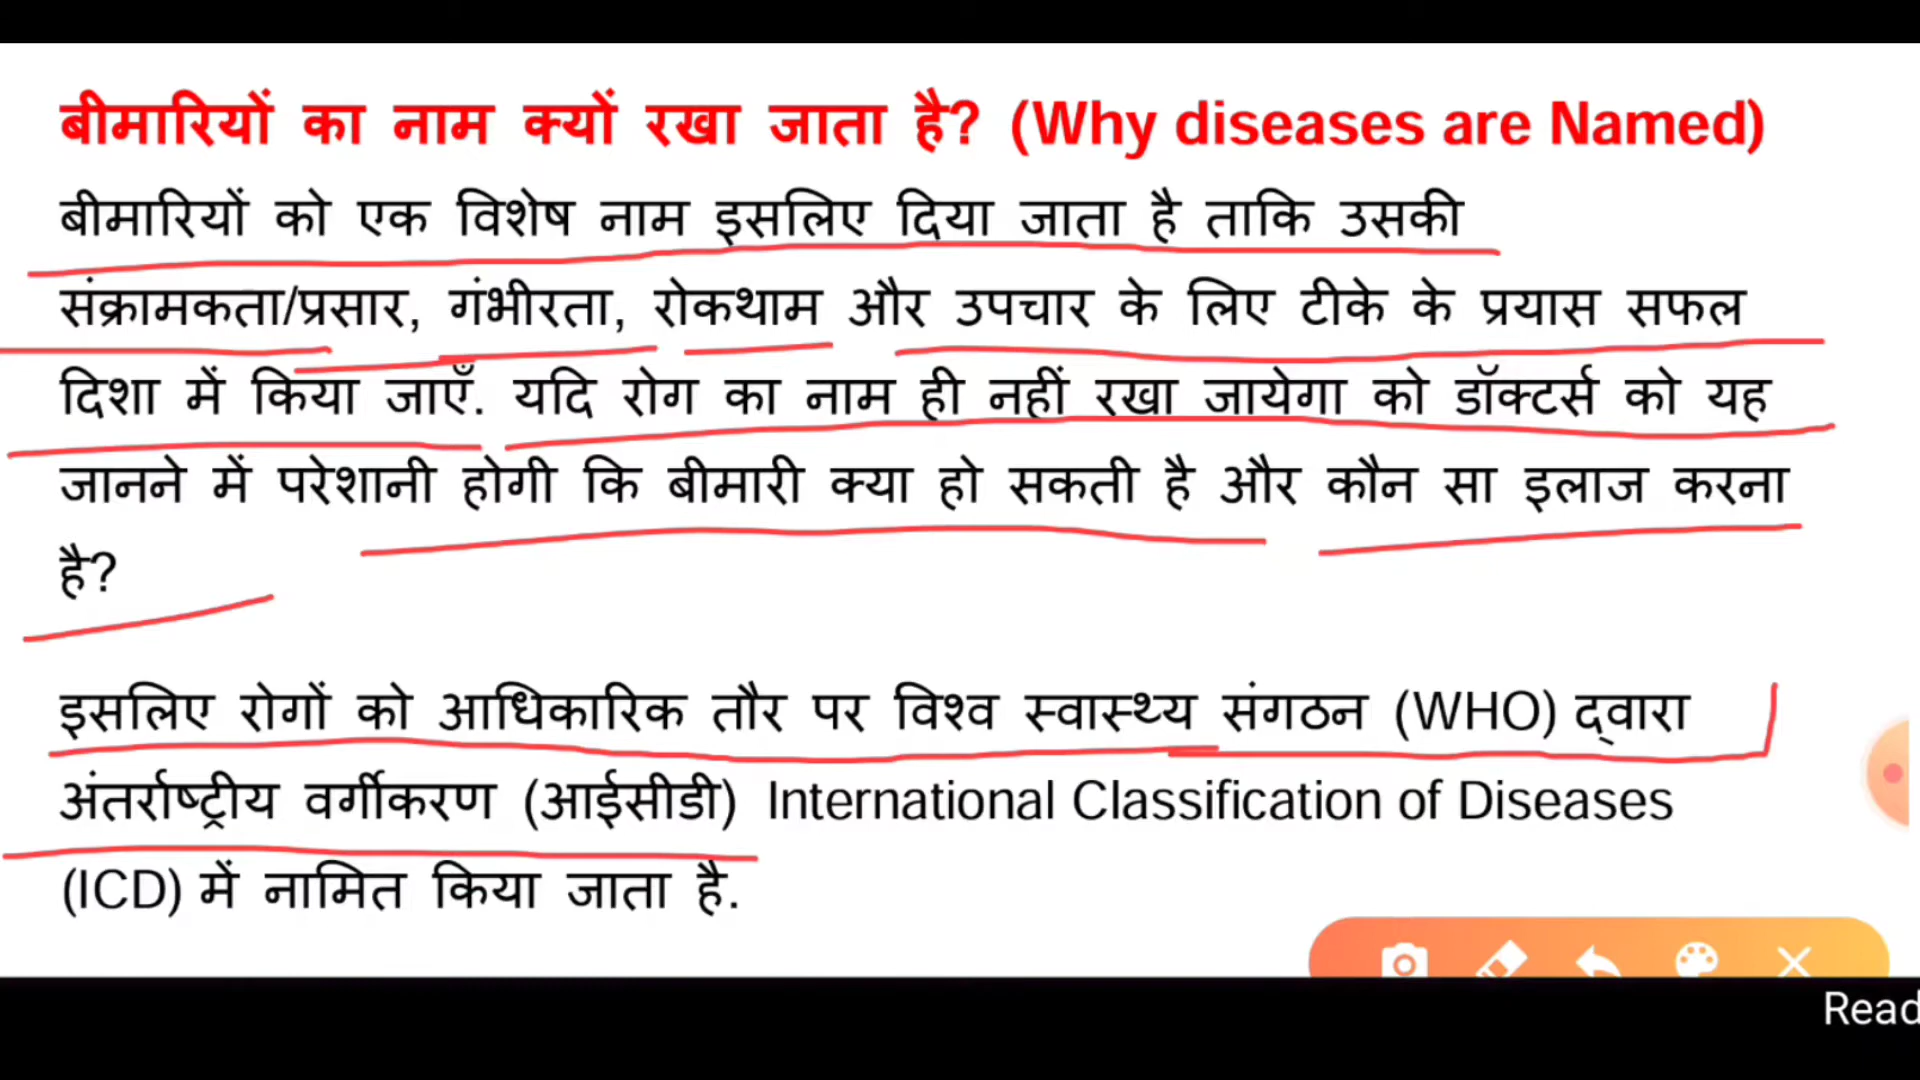 बीमारियों का नाम क्यों रखा जाता है? (Why diseases are Named)
बीमारियों को एक विशेष नाम इसलिए दिया जाता है ताकि उसकी
संक्रामकता/प्रसार, गंभीरता, रोकथाम और उपचार के लिए टीके के प्रयास सफल
दिशा में किया जाएँ. यदि रोग का नाम ही नहीं रखा जायेगा को डॉक्टर्स को यह
जानने में परेशानी होगी कि बीमारी क्या हो सकती है और कौन सा इलाज करना
है?
इसलिए रोगों को आधिकारिक तौर पर विश्व स्वास्थ्य संगठन (WHO) द्वारा
अंतर्राष्ट्रीय वर्गीकरण (आईसीडी) International Classification of Diseases
(ICD) में नामित किया जाता है.
Read